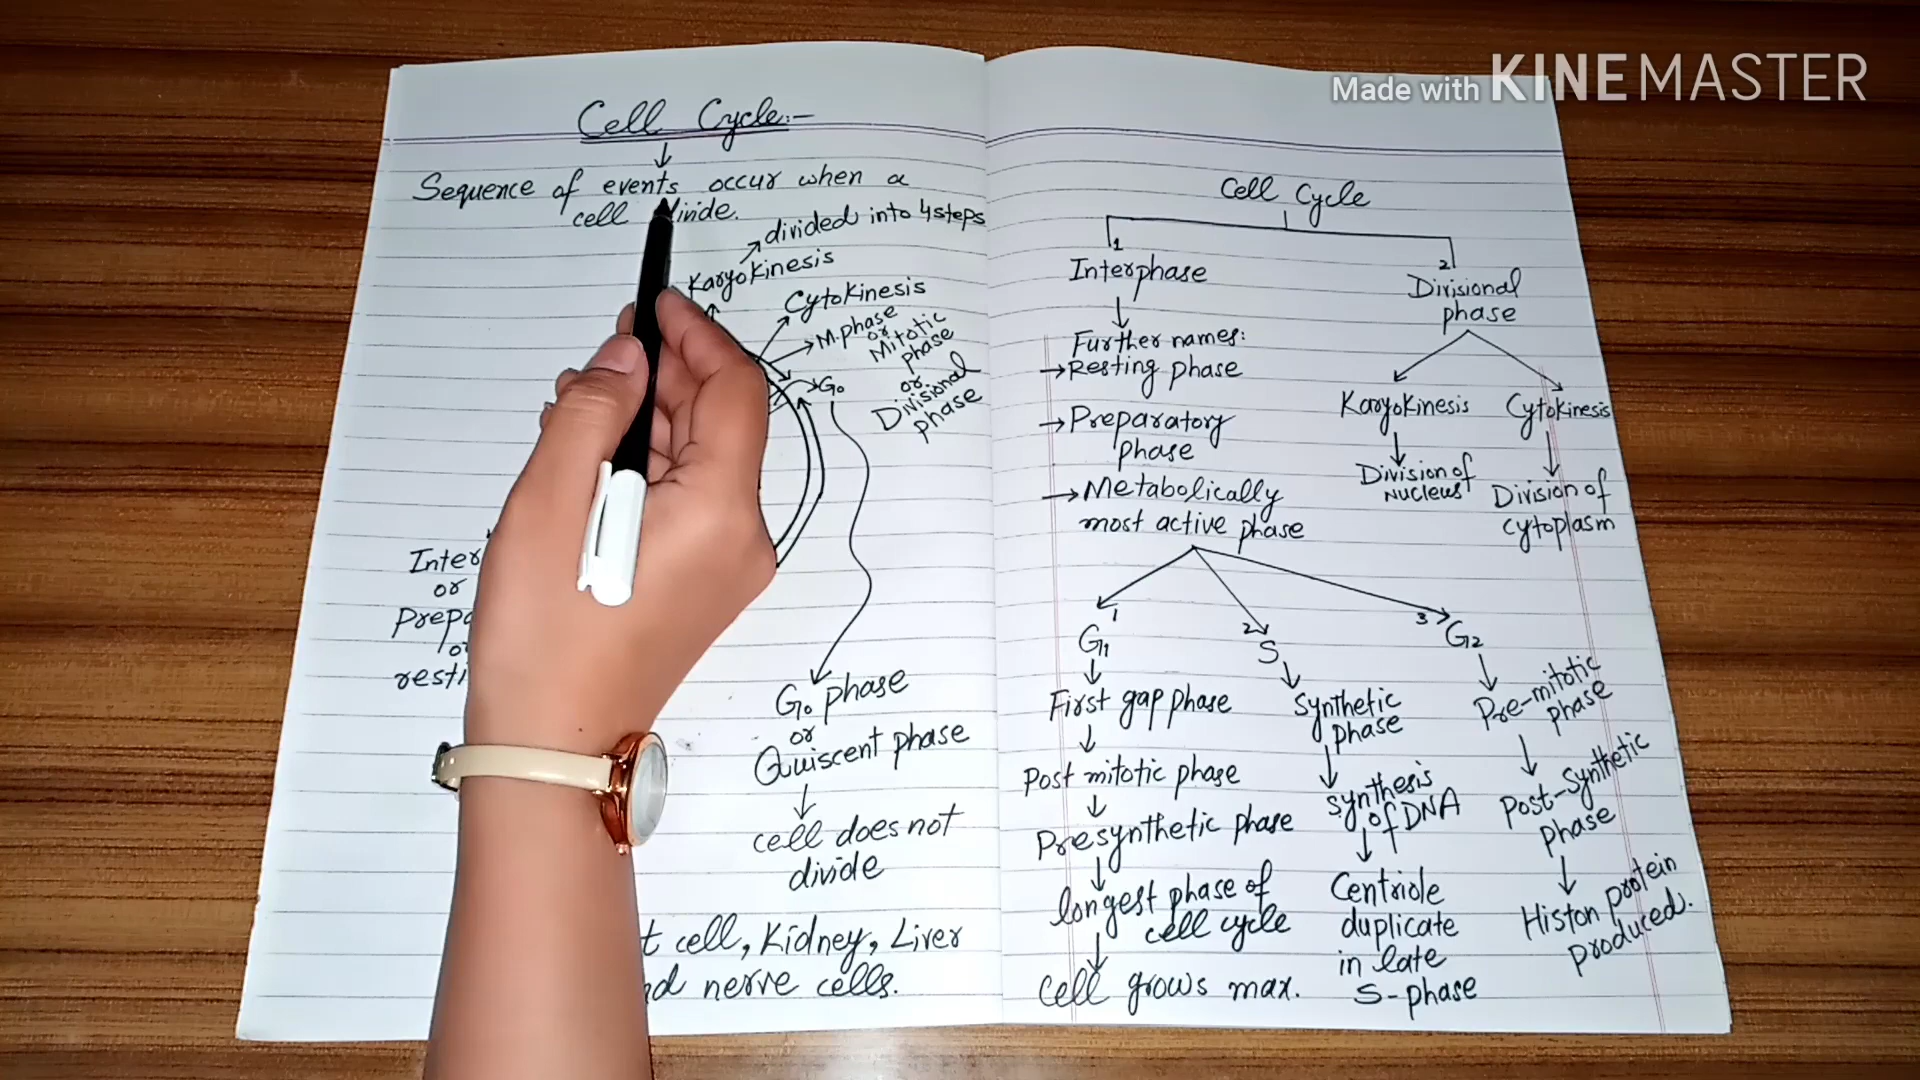 Made with KINEMASTER
Cell Cycle:-
Sequence of events occur when a
cell divide.
divided into 4 steps
Karyokinesis
Cytokinesis
M.phase
or
Mitotic
phase
or
Divisional
phase
G0
Inter
or
Prepa
or
resti
G0 phase
or
Quiscent phase
cell does not
divide
t cell, Kidney, Liver
nd nerve cells.
Cell Cycle
1
Interphase
Further names:
→Resting phase
→Preparatory
phase
→Metabolically
most active phase
2
Divisional
phase
Karyokinesis
Division of
Nucleus
Cytokinesis
Division of
cytoplasm
1
G1
First gap phase
Post mitotic phase
Presynthetic phase
longest phase of
cell cycle
Cell grows max.
2
S
Synthetic
phase
Synthesis
of DNA
Centriole
duplicate
in late
S-phase
3
G2
Pre-mitotic
phase
Post-Synthetic
phase
Histon protein
produced.